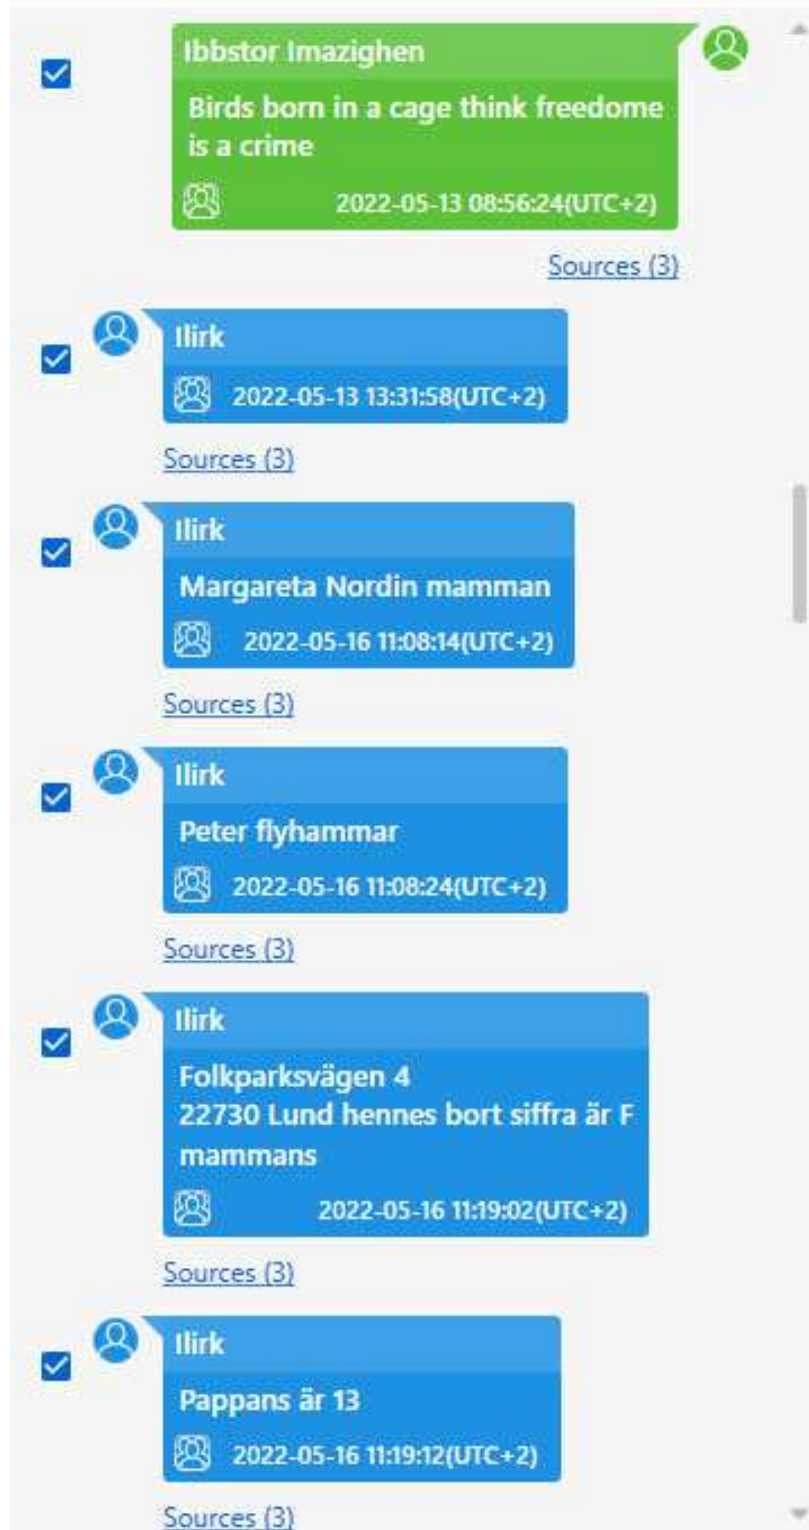 Ibbstor Imazighen
Birds born in a cage think freedome
is a crime
2022-05-13 08:56:24(UTC+2)
Sources (3)
Ilirk
2022-05-13 13:31:58(UTC+2)
Sources (3)
Ilirk
Margareta Nordin mamman
2022-05-16 11:08:14(UTC+2)
Sources (3)
Ilirk
Peter flyhammar
2022-05-16 11:08:24(UTC+2)
Sources (3)
Ilirk
Folkparksvägen 4
22730 Lund hennes bort siffra är F
mammans
2022-05-16 11:19:02(UTC+2)
Sources (3)
Ilirk
Pappans är 13
2022-05-16 11:19:12(UTC+2)
Sources (3)